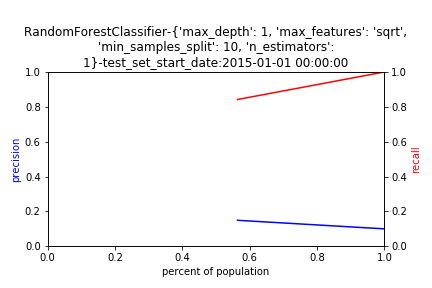 RandomForestClassifier-{'max_depth': 1, 'max_features': 'sqrt',
'min_samples_split': 10, 'n_estimators':
1}-test_set_start_date:2015-01-01 00:00:00
1.0
0.8
0.6
0.4
0.2
0.0
precision
1.0
0.8
0.6
0.4
0.2
0.0
recall
0.0 0.2 0.4 0.6 0.8 1.0
percent of population